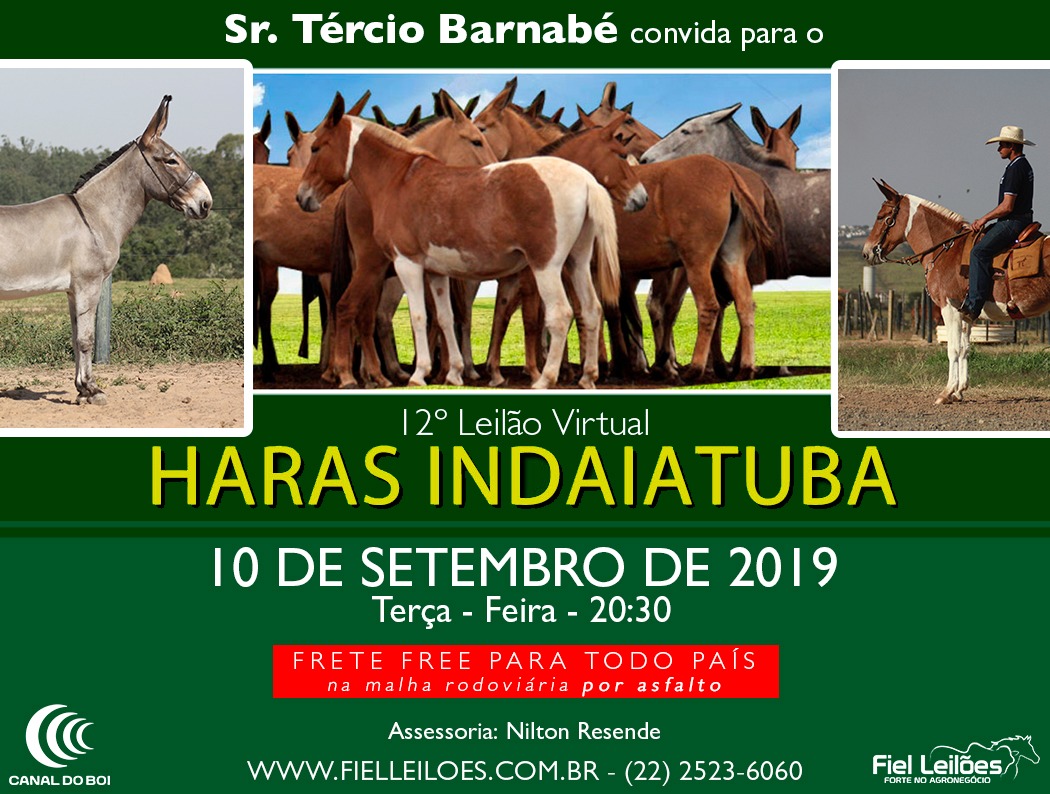 Sr. Tércio Barnabé convida para o
12º Leilão Virtual
HARAS INDAIATUBA
10 DE SETEMBRO DE 2019
Terça - Feira - 20:30
FRETE FREE PARA TODO PAÍS
na malha rodoviária por asfalto
Assessoria: Nilton Resende
WWW.FIELLEILOES.COM.BR - (22) 2523-6060
CANAL DO BOI
Fiel Leilões
FORTE NO AGRONEGÓCIO